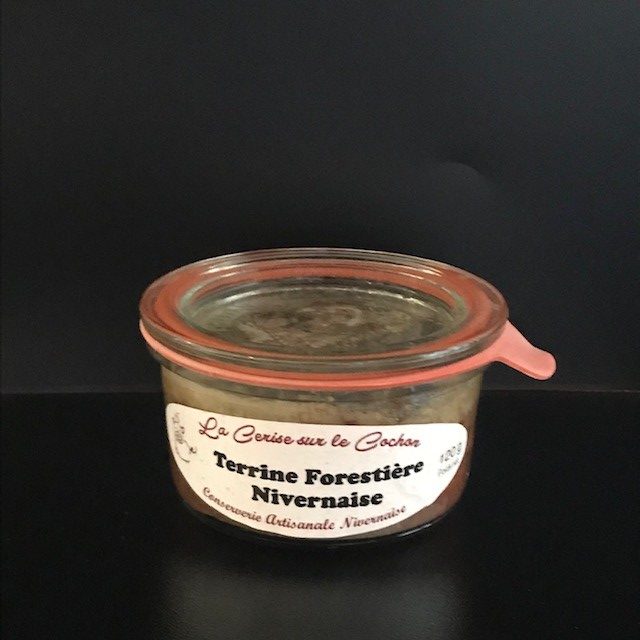 La Cerise sur le Cochon
Terrine Forestière
Nivernaise
Conserverie Artisanale Nivernaise